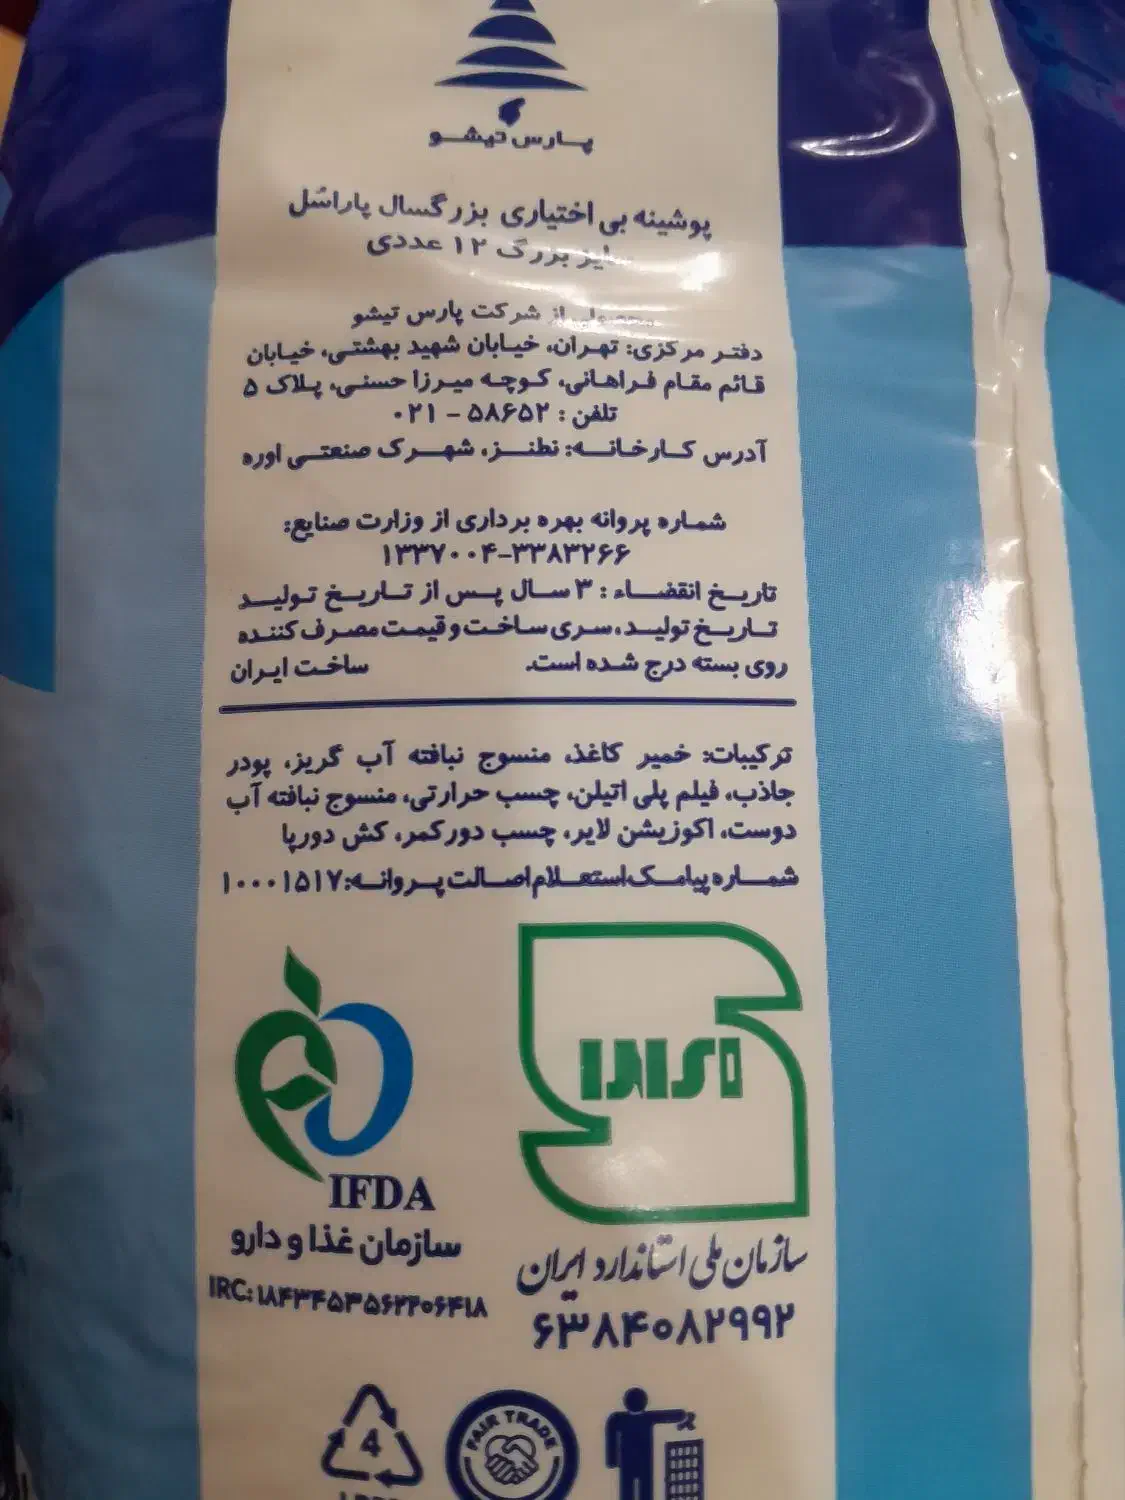 پارس تیشو
پوشینه بی اختیاری بزرگسال پاراسُل
سایز بزرگ ۱۲ عددی
محصولی از شرکت پارس تیشو
دفتر مرکزی: تهران، خیابان شهید بهشتی، خیابان
قائم مقام فراهانی، کوچه میرزا حسنی، پلاک ۵
تلفن : ۵۸۶۵۲ - ۰۲۱
آدرس کارخانه: نطنز، شهرک صنعتی اوره
شماره پروانه بهره برداری از وزارت صنایع:
۱۳۳۷۰۰۴-۳۳۸۳۲۶۶
تاریخ انقضاء : ۳ سال پس از تاریخ تولید
تاریخ تولید، سری ساخت و قیمت مصرف کننده
روی بسته درج شده است. ساخت ایران
ترکیبات: خمیر کاغذ، منسوج نبافته آب گریز، پودر
جاذب، فیلم پلی اتیلن، چسب حرارتی، منسوج نبافته آب
دوست، اکوزیشن لایر، چسب دورکمر، کش دورپا
شماره پیامک استعلام اصالت پروانه: ۱۰۰۰۱۵۱۷
IFDA
سازمان غذا و دارو
سازمان ملی استاندارد ایران
۶۳۸۴۰۸۲۹۹۲
4
FAIR TRADE